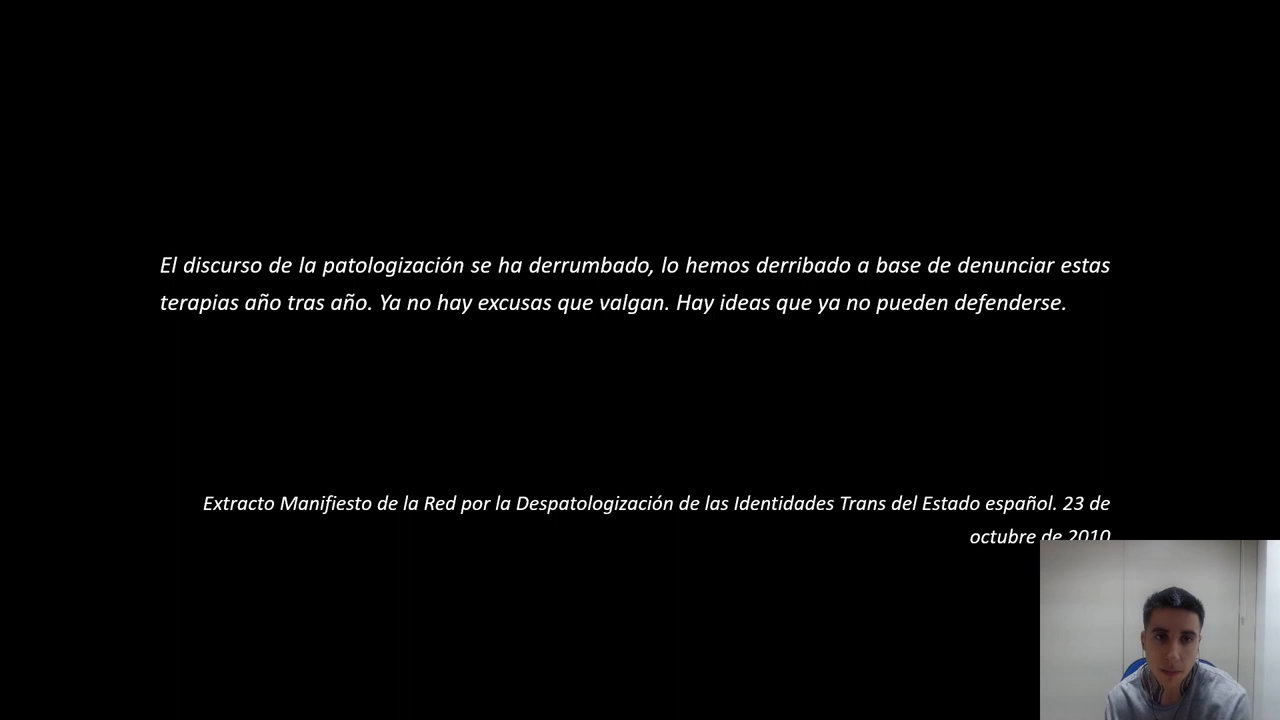 El discurso de la patologización se ha derrumbado, lo hemos derribado a base de denunciar estas
terapias año tras año. Ya no hay excusas que valgan. Hay ideas que ya no pueden defenderse.
Extracto Manifiesto de la Red por la Despatologización de las Identidades Trans del Estado español. 23 de
octubre de 2010